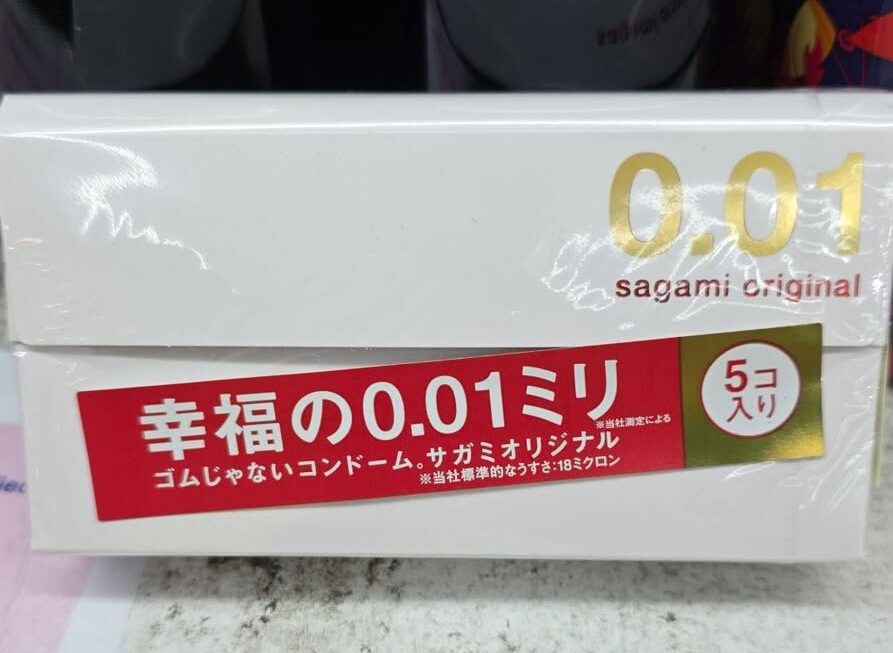 0.01
sagami original
幸福の0.01ミリ
※当社測定による
ゴムじゃないコンドーム。サガミオリジナル
※当社標準的なうすさ:18ミクロン
5コ
入り